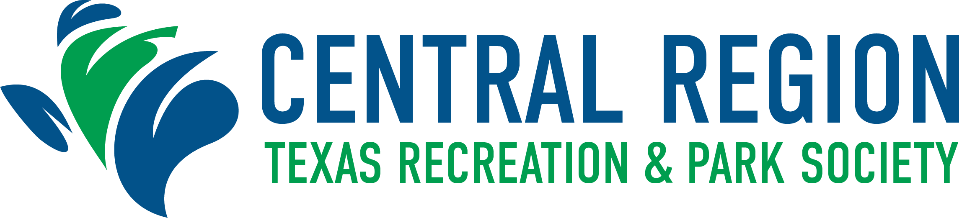 CENTRAL REGION
TEXAS RECREATION & PARK SOCIETY